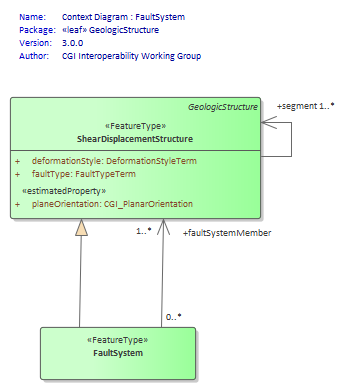 Name: Context Diagram : FaultSystem
Package: «leaf» GeologicStructure
Version: 3.0.0
Author: CGI Interoperability Working Group
GeologicStructure
+segment 1..*
«FeatureType»
ShearDisplacementStructure
+ deformationStyle: DeformationStyleTerm
+ faultType: FaultTypeTerm
«estimatedProperty»
+ planeOrientation: CGI_PlanarOrientation
1..*
+faultSystemMember
0..*
«FeatureType»
FaultSystem